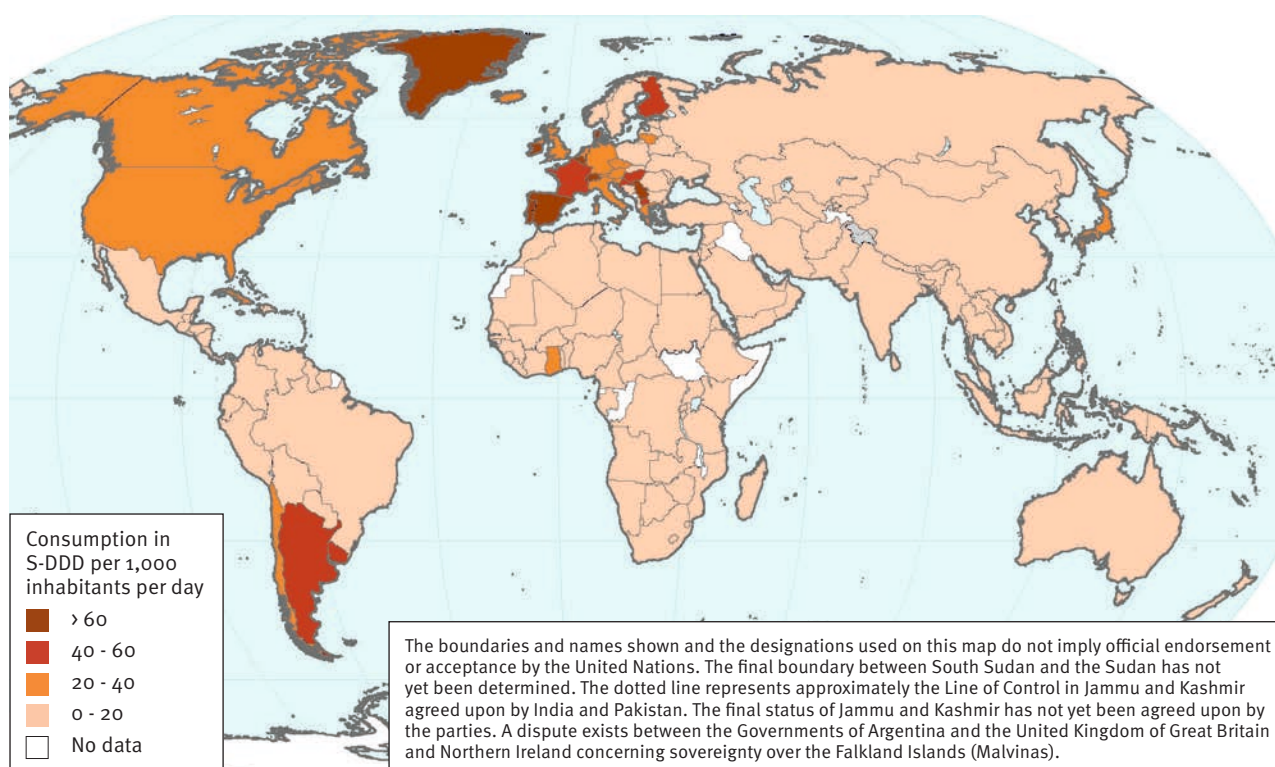 Consumption in
S-DDD per 1,000
inhabitants per day
> 60
40 - 60
20 - 40
0 - 20
No data
The boundaries and names shown and the designations used on this map do not imply official endorsement
or acceptance by the United Nations. The final boundary between South Sudan and the Sudan has not
yet been determined. The dotted line represents approximately the Line of Control in Jammu and Kashmir
agreed upon by India and Pakistan. The final status of Jammu and Kashmir has not yet been agreed upon by
the parties. A dispute exists between the Governments of Argentina and the United Kingdom of Great Britain
and Northern Ireland concerning sovereignty over the Falkland Islands (Malvinas).